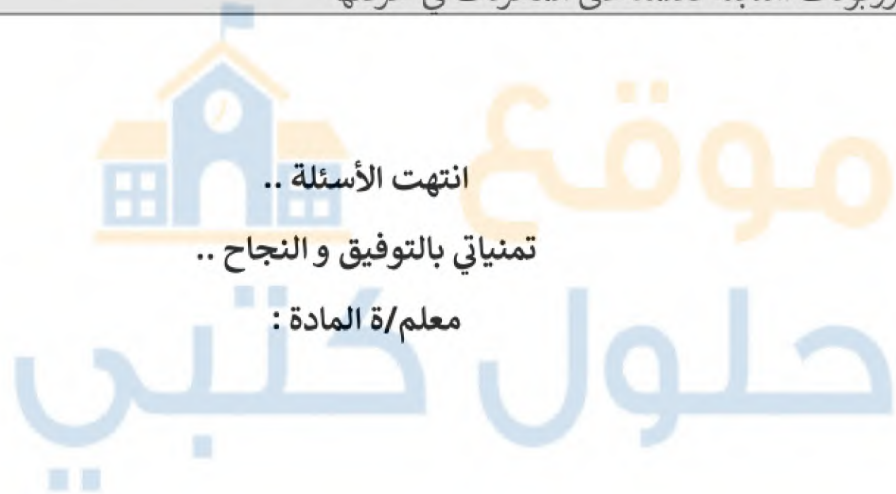 انتهت الأسئلة ..
تمنياتي بالتوفيق و النجاح ..
معلم/ة المادة :
موقع
حلول كتبي